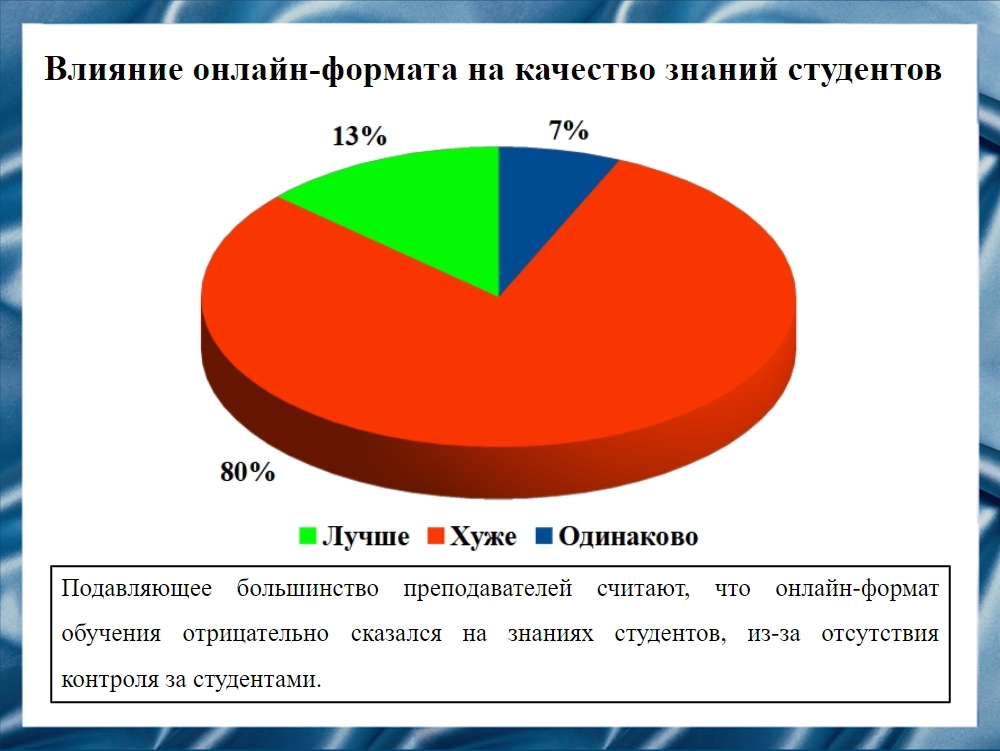 Влияние онлайн-формата на качество знаний студентов
13%
7%
80%
Лучше Хуже Одинаково
Подавляющее большинство преподавателей считают, что онлайн-формат
обучения отрицательно сказался на знаниях студентов, из-за отсутствия
контроля за студентами.